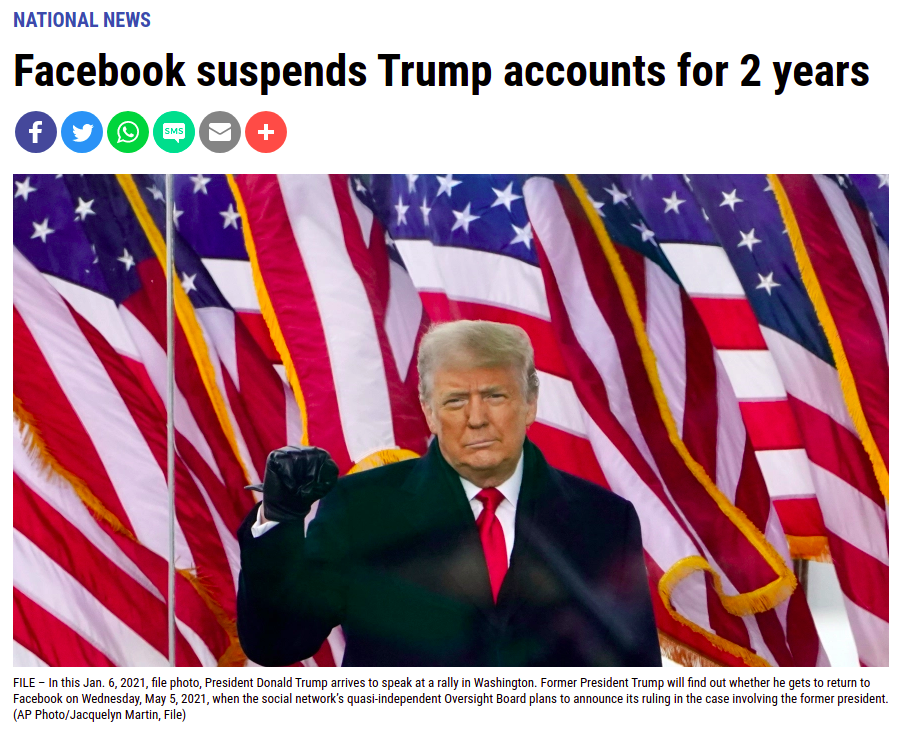 NATIONAL NEWS
Facebook suspends Trump accounts for 2 years
SMS
FILE – In this Jan. 6, 2021, file photo, President Donald Trump arrives to speak at a rally in Washington. Former President Trump will find out whether he gets to return to
Facebook on Wednesday, May 5, 2021, when the social network's quasi-independent Oversight Board plans to announce its ruling in the case involving the former president.
(AP Photo/Jacquelyn Martin, File)